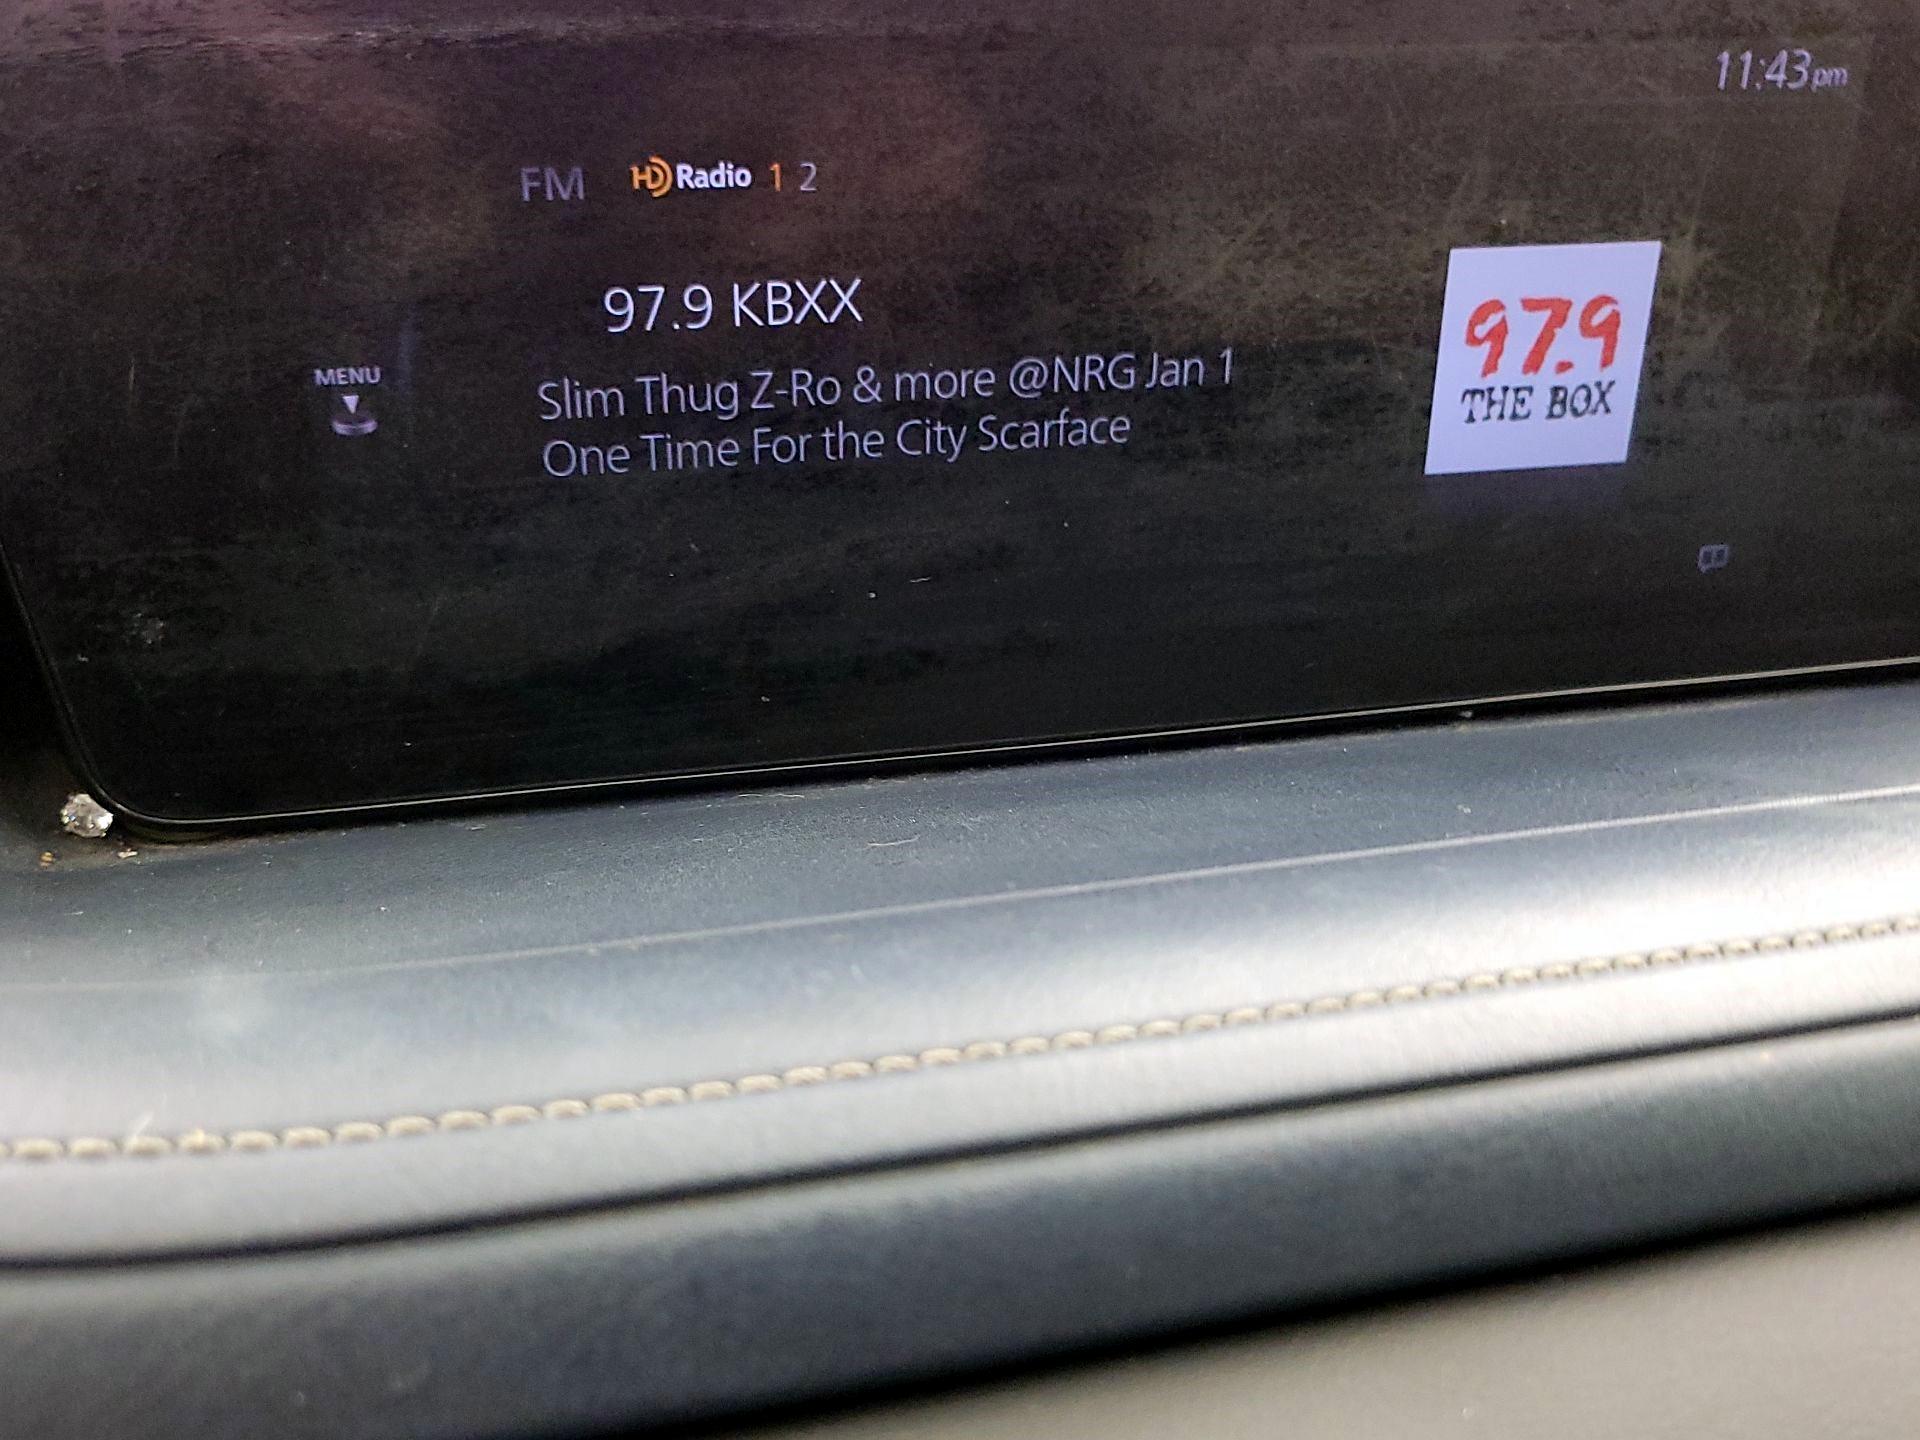 11:43pm
FM HD Radio 1 2
97.9 KBXX
MENU
Slim Thug Z-Ro & more @NRG Jan 1
One Time For the City Scarface
97.9
THE BOX